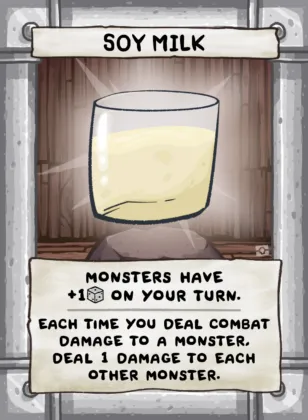 SOY MILK
MONSTERS HAVE
+1 ON YOUR TURN.
EACH TIME YOU DEAL COMBAT
DAMAGE TO A MONSTER,
DEAL 1 DAMAGE TO EACH
OTHER MONSTER.